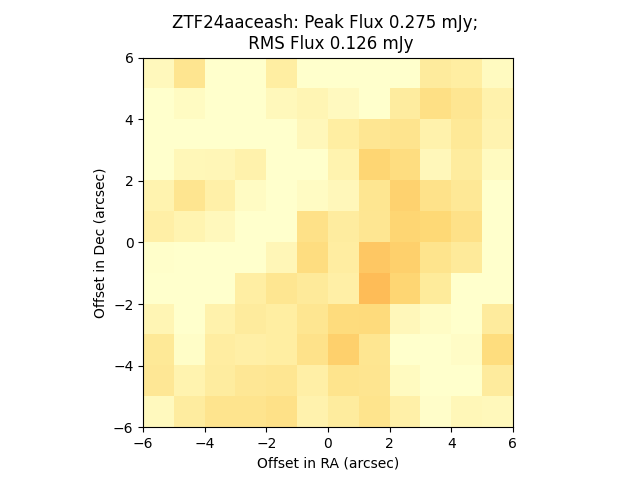 ZTF24aaceash: Peak Flux 0.275 mJy;
RMS Flux 0.126 mJy
6
4
2
0
−2
−4
−6
Offset in Dec (arcsec)
−6 −4 −2 0 2 4 6
Offset in RA (arcsec)